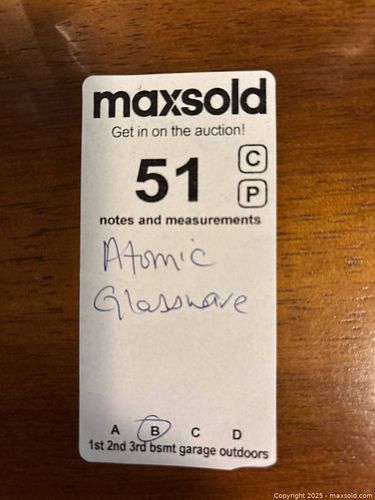 maxsold
Get in on the auction!
51
C
P
notes and measurements
Atomic
Glassware
A B C D
1st 2nd 3rd bsmt garage outdoors
Copyright 2025 - maxsold.com